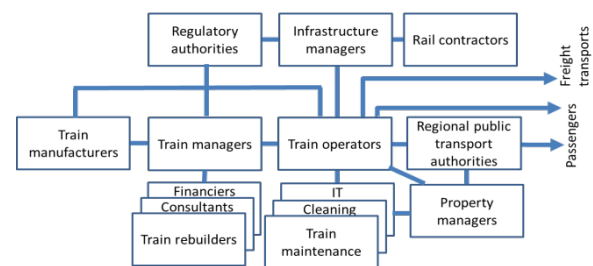 Regulatory
authorities
Infrastructure
managers
Rail contractors
Freight
transports
Passengers
Train
manufacturers
Train managers
Train operators
Regional public
transport
authorities
Financiers
Consultants
Train rebuilders
IT
Cleaning
Train
maintenance
Property
managers